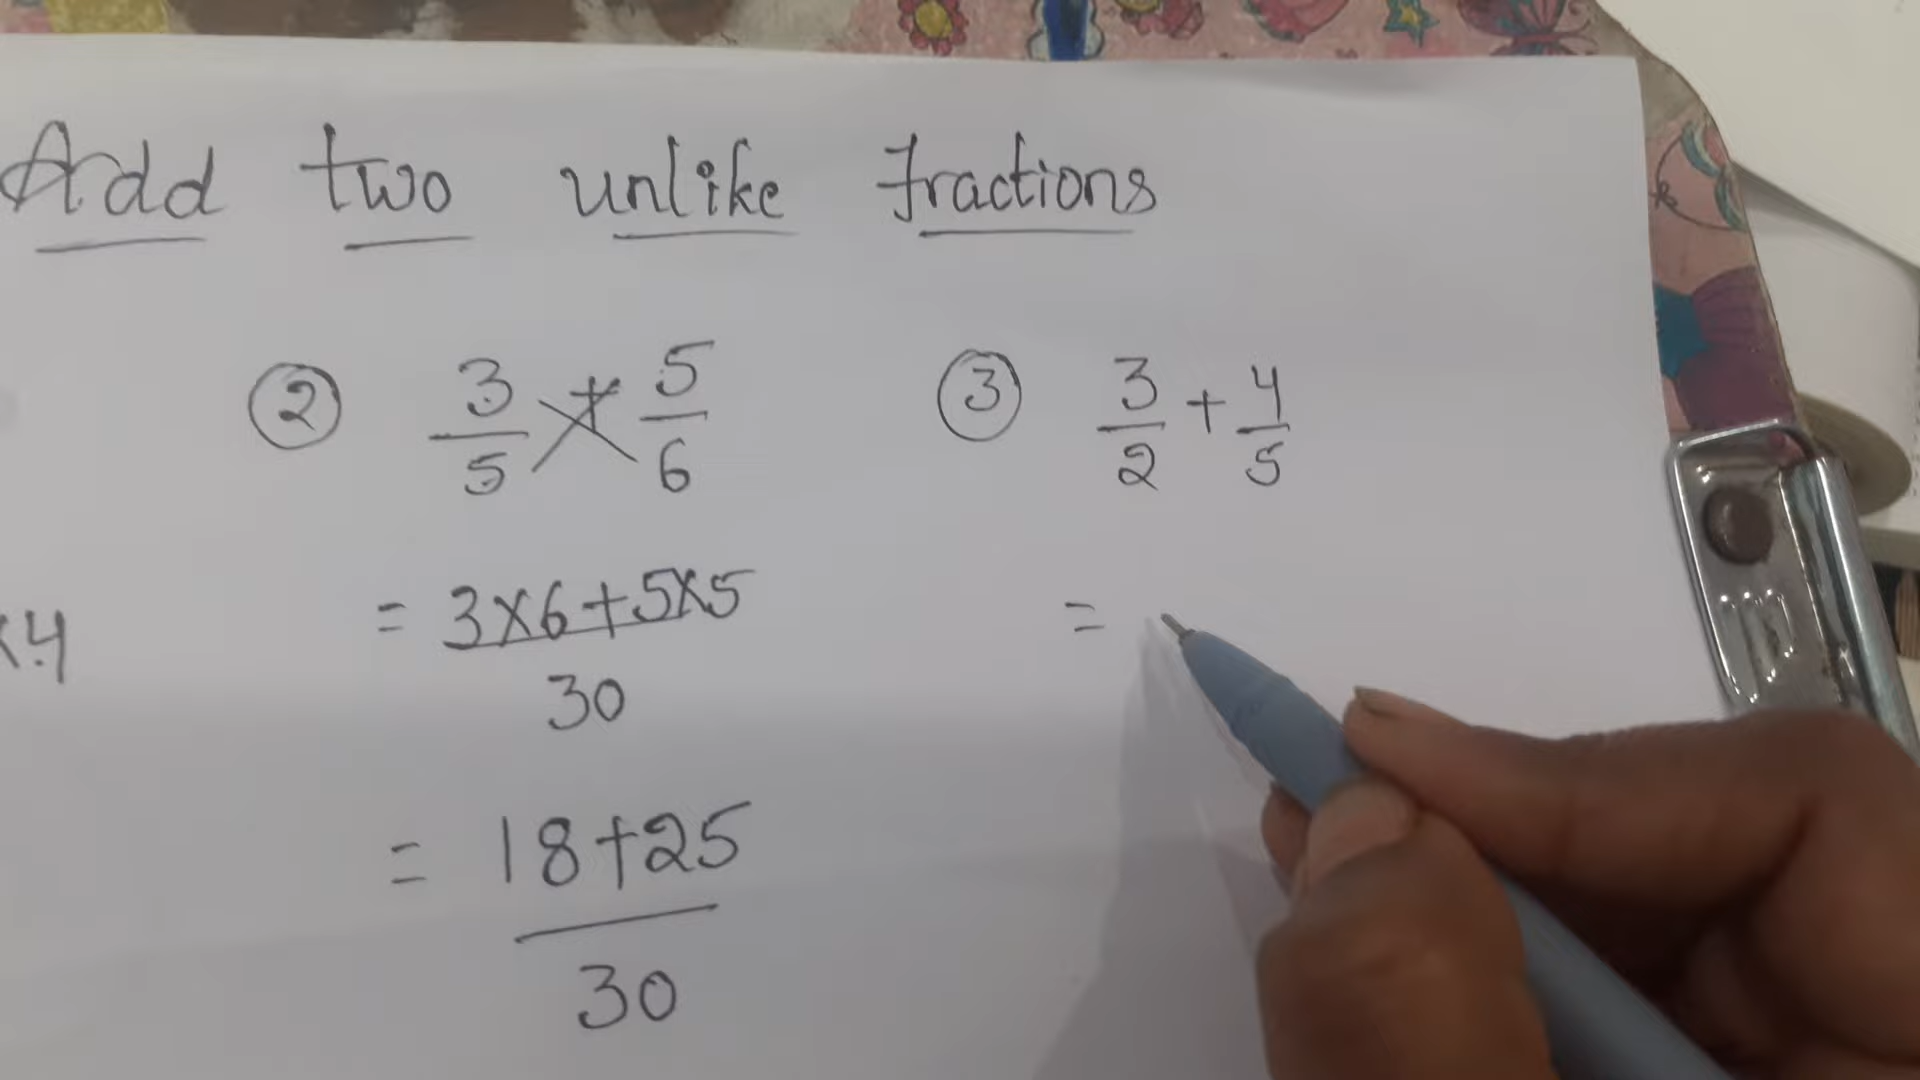 Add two unlike fractions
② 3/5 + 5/6
= 3×6+5×5/30
= 18+25/30
③ 3/2 + 4/5
=
×4